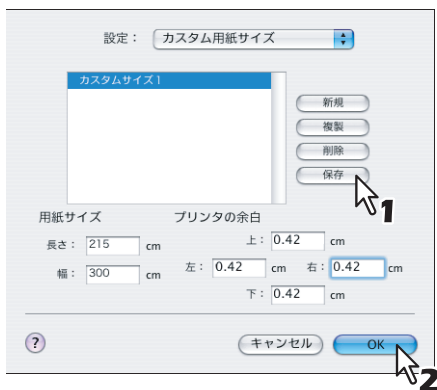 設定： カスタム用紙サイズ
カスタムサイズ1
新規
複製
削除
保存
1
用紙サイズ プリンタの余白
長さ： 215 cm 上： 0.42 cm
幅： 300 cm 左： 0.42 cm 右： 0.42 cm
下： 0.42 cm
? キャンセル OK
2